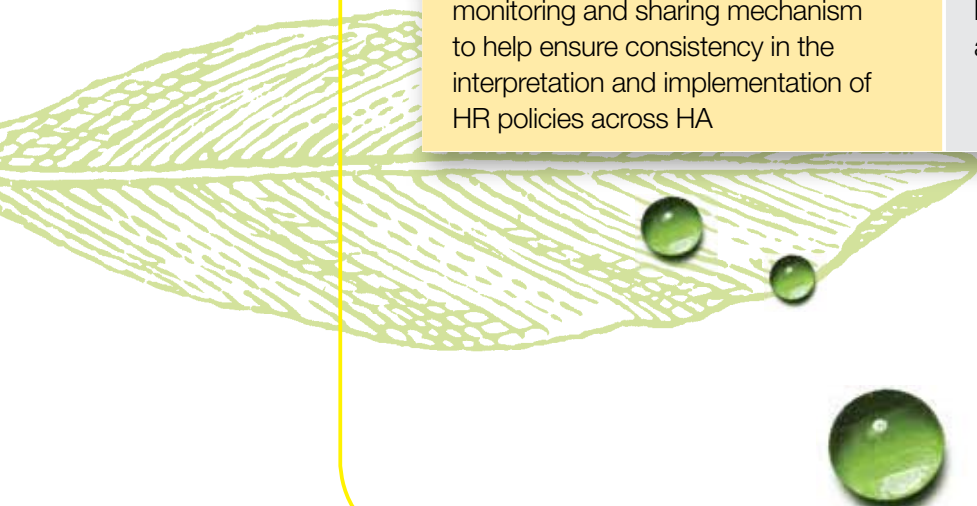 monitoring and sharing mechanism
to help ensure consistency in the
interpretation and implementation of
HR policies across HA